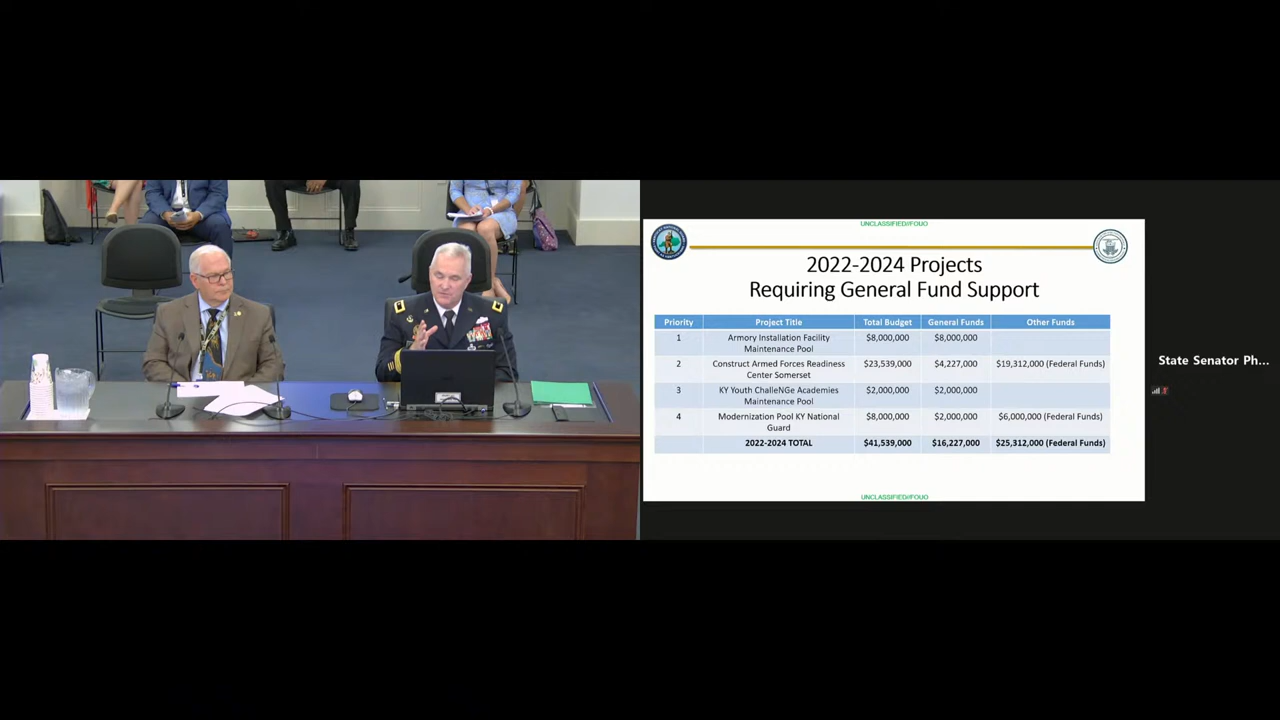 UNCLASSIFIED//FOUO
2022-2024 Projects
Requiring General Fund Support
Priority Project Title Total Budget General Funds Other Funds
1 Armory Installation Facility $8,000,000 $8,000,000
Maintenance Pool
2 Construct Armed Forces Readiness $23,539,000 $4,227,000 $19,312,000 (Federal Funds)
Center Somerset
3 KY Youth ChalleNGe Academies $2,000,000 $2,000,000
Maintenance Pool
4 Modernization Pool KY National $8,000,000 $2,000,000 $6,000,000 (Federal Funds)
Guard
2022-2024 TOTAL $41,539,000 $16,227,000 $25,312,000 (Federal Funds)
UNCLASSIFIED//FOUO
State Senator Ph...